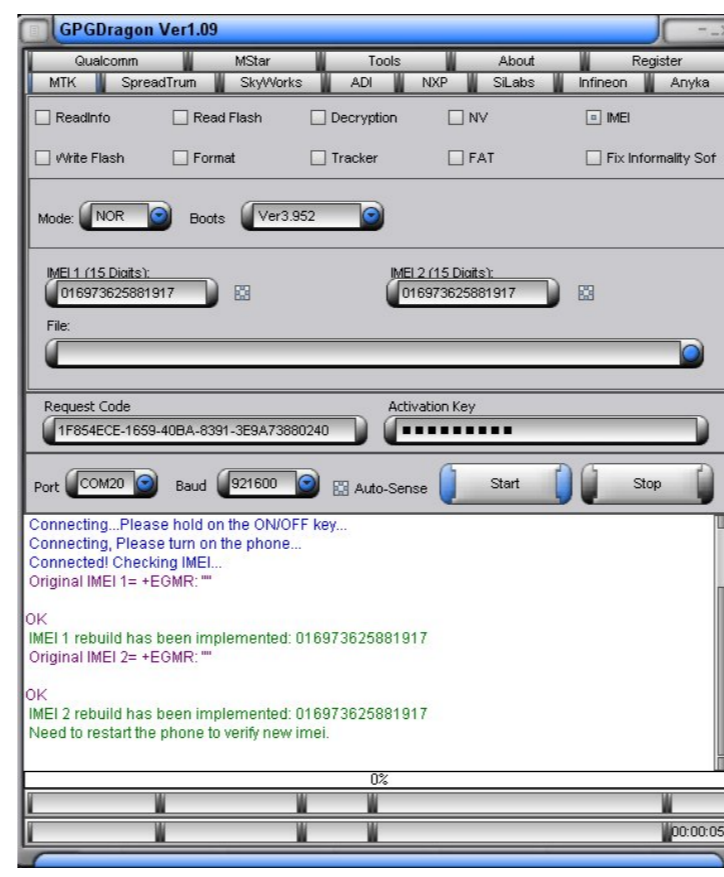 GPGDragon Ver1.09
Qualcomm MStar Tools About Register
MTK SpreadTrum SkyWorks ADI NXP SiLabs Infineon Anyka
ReadInfo Read Flash Decryption NV IMEI
Write Flash Format Tracker FAT Fix Informality Sof
Mode: NOR Boots Ver3.952
IMEI 1 (15 Digits): IMEI 2 (15 Digits):
016973625881917 016973625881917
File:
Request Code Activation Key
1F854ECE-1659-40BA-8391-3E9A73880240
Port COM20 Baud 921600 Auto-Sense Start Stop
Connecting...Please hold on the ON/OFF key...
Connecting, Please turn on the phone...
Connected! Checking IMEI...
Original IMEI 1= +EGMR: ""
OK
IMEI 1 rebuild has been implemented: 016973625881917
Original IMEI 2= +EGMR: ""
OK
IMEI 2 rebuild has been implemented: 016973625881917
Need to restart the phone to verify new imei.
0%
00:00:05